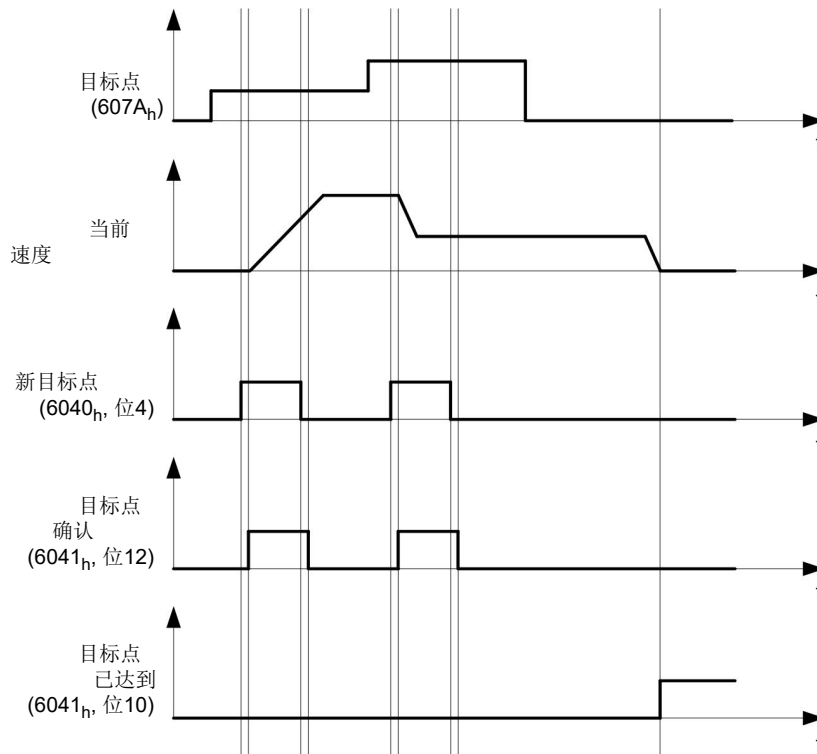 目标点
(607Ah)
当前
速度
新目标点
(6040h, 位4)
目标点
确认
(6041h, 位12)
目标点
已达到
(6041h, 位10)